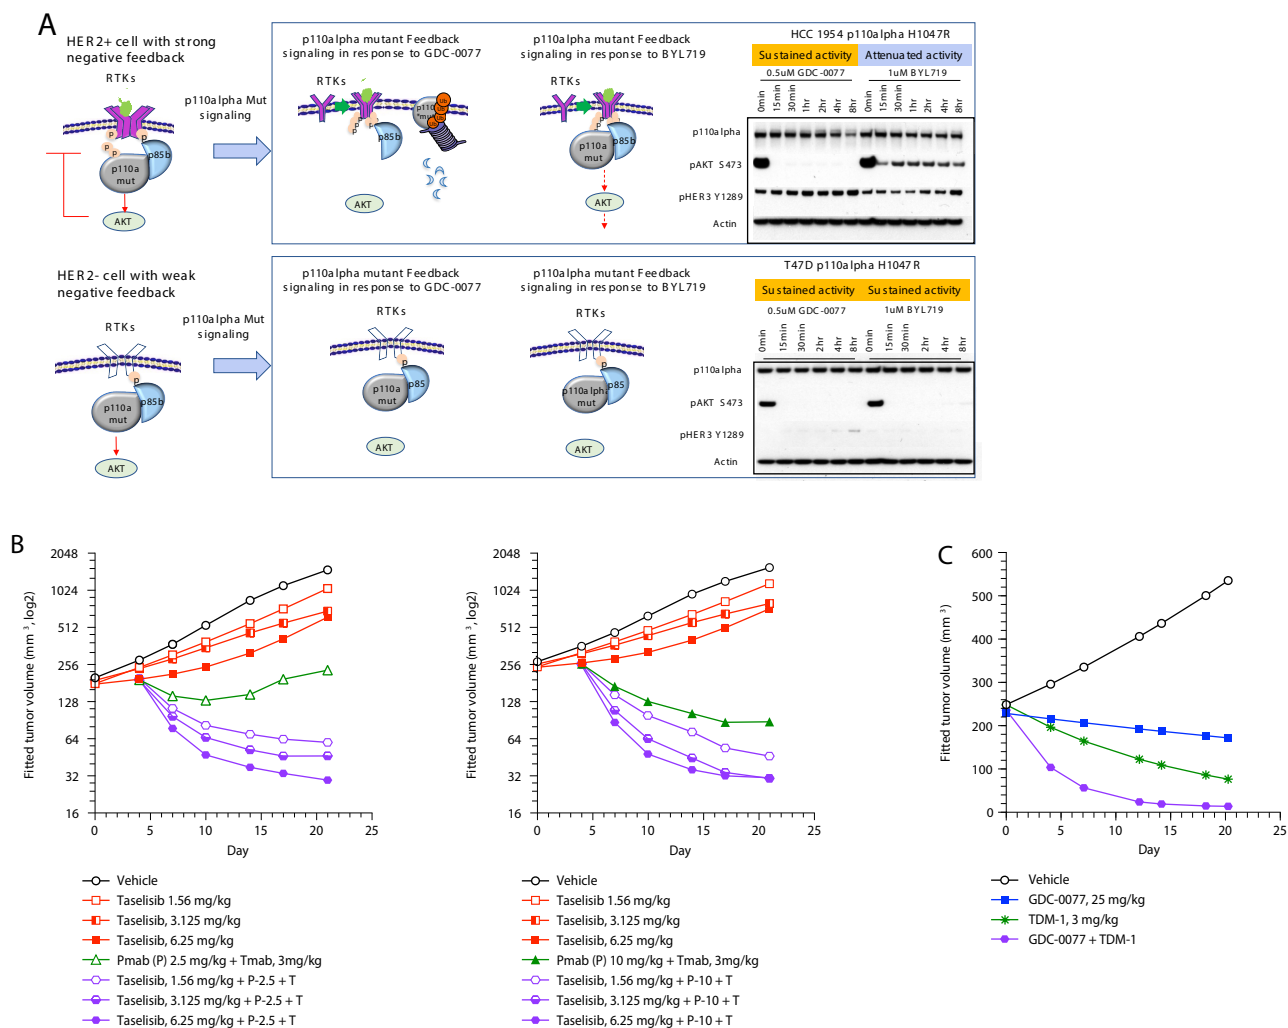 A
HER2+ cell with strong
negative feedback
RTKs
P
P
P
p85b
p110a
mut
AKT
p110alpha Mut
signaling
p110alpha mutant Feedback
signaling in response to GDC-0077
RTKs
P
P
p85b
p110
*mut
Ub
Ub
Ub
Ub
AKT
p110alpha mutant Feedback
signaling in response to BYL719
RTKs
P
P
p85b
p110a
mut
AKT
HCC 1954 p110alpha H1047R
Sustained activity
Attenuated activity
0.5uM GDC-0077
1uM BYL719
0min
15min
30min
1hr
2hr
4hr
8hr
0min
15min
30min
1hr
2hr
4hr
8hr
p110alpha
pAKT S473
pHER3 Y1289
Actin
HER2- cell with weak
negative feedback
RTKs
p
p85b
p110a
mut
AKT
p110alpha Mut
signaling
p110alpha mutant Feedback
signaling in response to GDC-0077
RTKs
p
p85
p110a
mut
AKT
p110alpha mutant Feedback
signaling in response to BYL719
RTKs
p
p85
p110alpha
mut
AKT
T47D p110alpha H1047R
Sustained activity
Sustained activity
0.5uM GDC-0077
1uM BYL719
0min
15min
30min
2hr
4hr
8hr
0min
15min
30min
2hr
4hr
8hr
p110alpha
pAKT S473
pHER3 Y1289
Actin
B
Fitted tumor volume (mm³, log2)
2048
1024
512
256
128
64
32
16
0
5
10
15
20
25
Day
Vehicle
Taselisib 1.56 mg/kg
Taselisib, 3.125 mg/kg
Taselisib, 6.25 mg/kg
Pmab (P) 2.5 mg/kg + Tmab, 3mg/kg
Taselisib, 1.56 mg/kg + P-2.5 + T
Taselisib, 3.125 mg/kg + P-2.5 + T
Taselisib, 6.25 mg/kg + P-2.5 + T
Fitted tumor volume (mm³, log2)
2048
1024
512
256
128
64
32
16
0
5
10
15
20
25
Day
Vehicle
Taselisib 1.56 mg/kg
Taselisib, 3.125 mg/kg
Taselisib, 6.25 mg/kg
Pmab (P) 10 mg/kg + Tmab, 3mg/kg
Taselisib, 1.56 mg/kg + P-10 + T
Taselisib, 3.125 mg/kg + P-10 + T
Taselisib, 6.25 mg/kg + P-10 + T
C
Fitted tumor volume (mm³)
600
500
400
300
200
100
0
0
5
10
15
20
25
Day
Vehicle
GDC-0077, 25 mg/kg
TDM-1, 3 mg/kg
GDC-0077 + TDM-1